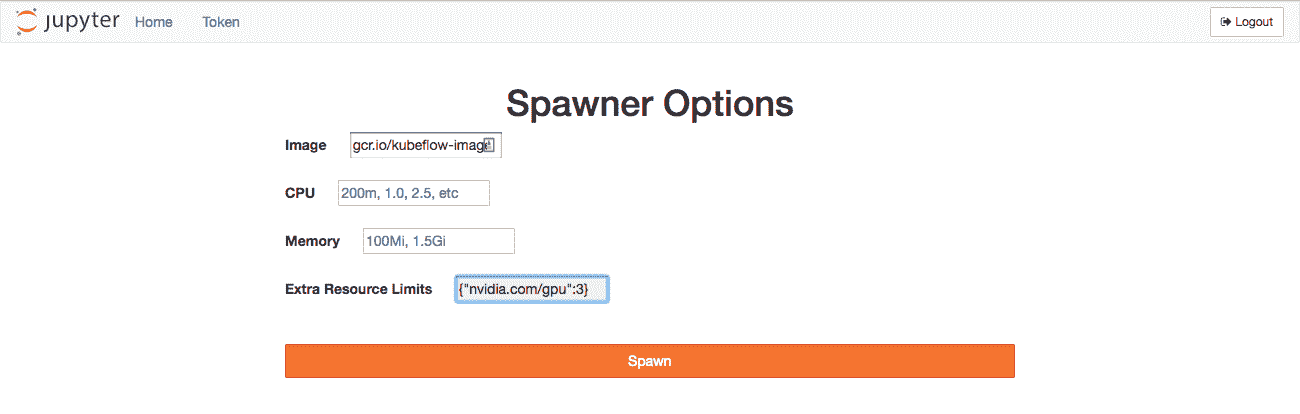 jupyter Home Token Logout
Spawner Options
Image gcr.io/kubeflow-image
CPU 200m, 1.0, 2.5, etc
Memory 100Mi, 1.5Gi
Extra Resource Limits {"nvidia.com/gpu":3}
Spawn